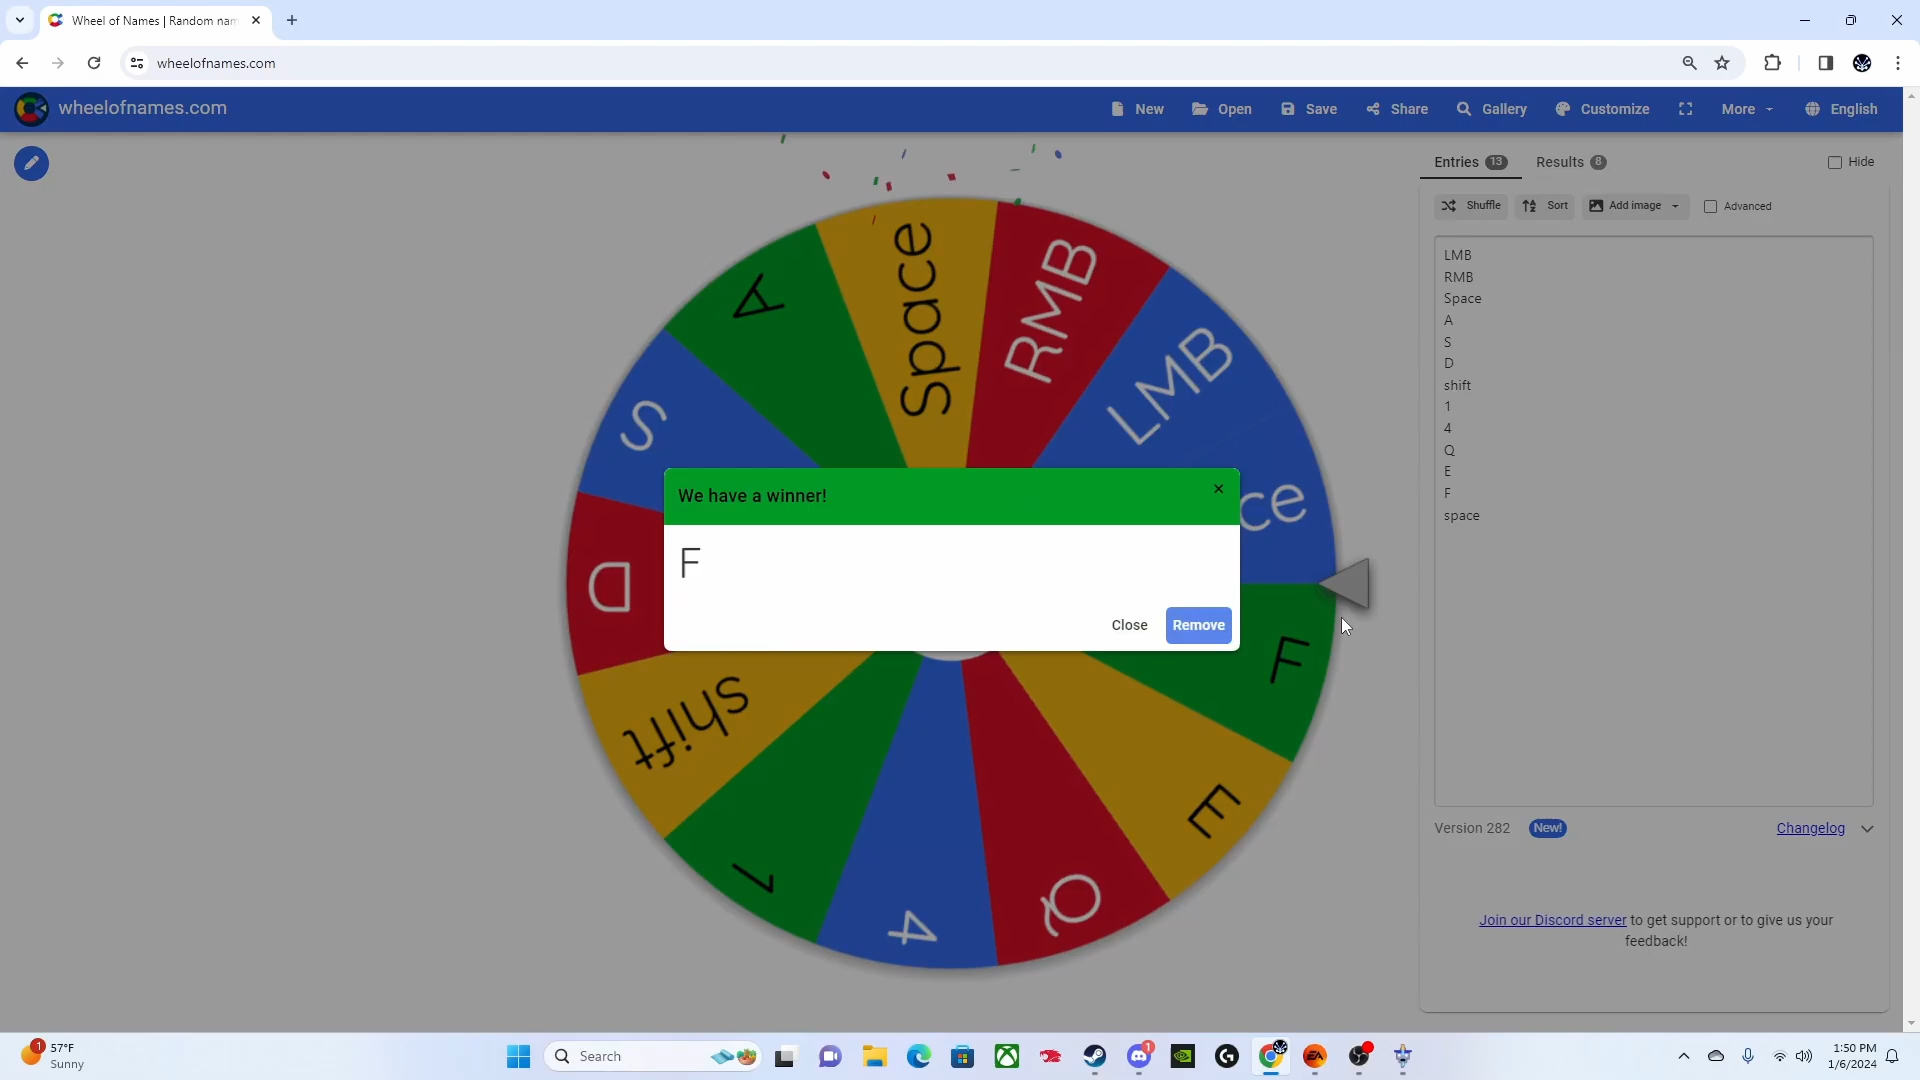 Wheel of Names | Random nam
wheelofnames.com
wheelofnames.com
New
Open
Save
Share
Gallery
Customize
More
English
Entries 13
Results 8
Hide
Shuffle
Sort
Add image
Advanced
LMB
RMB
Space
A
S
D
shift
1
4
Q
E
F
space
Space
RMB
LMB
ce
A
S
D
shift
1
4
Q
E
F
We have a winner!
F
Close
Remove
Version 282
New!
Changelog
Join our Discord server to get support or to give us your
feedback!
1
57°F
Sunny
Search
1
1:50 PM
1/6/2024